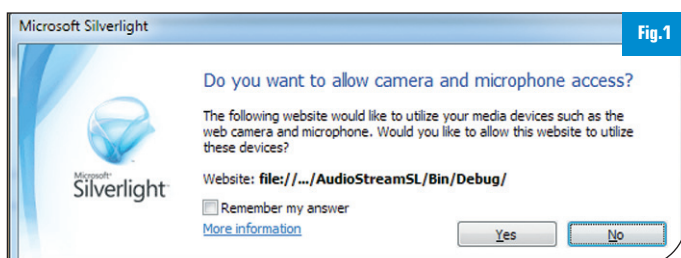 Microsoft Silverlight
Fig.1
Do you want to allow camera and microphone access?
The following website would like to utilize your media devices such as the
web camera and microphone. Would you like to allow this website to utilize
these devices?
Website: file://.../AudioStreamSL/Bin/Debug/
Microsoft
Silverlight
Remember my answer
More information
Yes
No